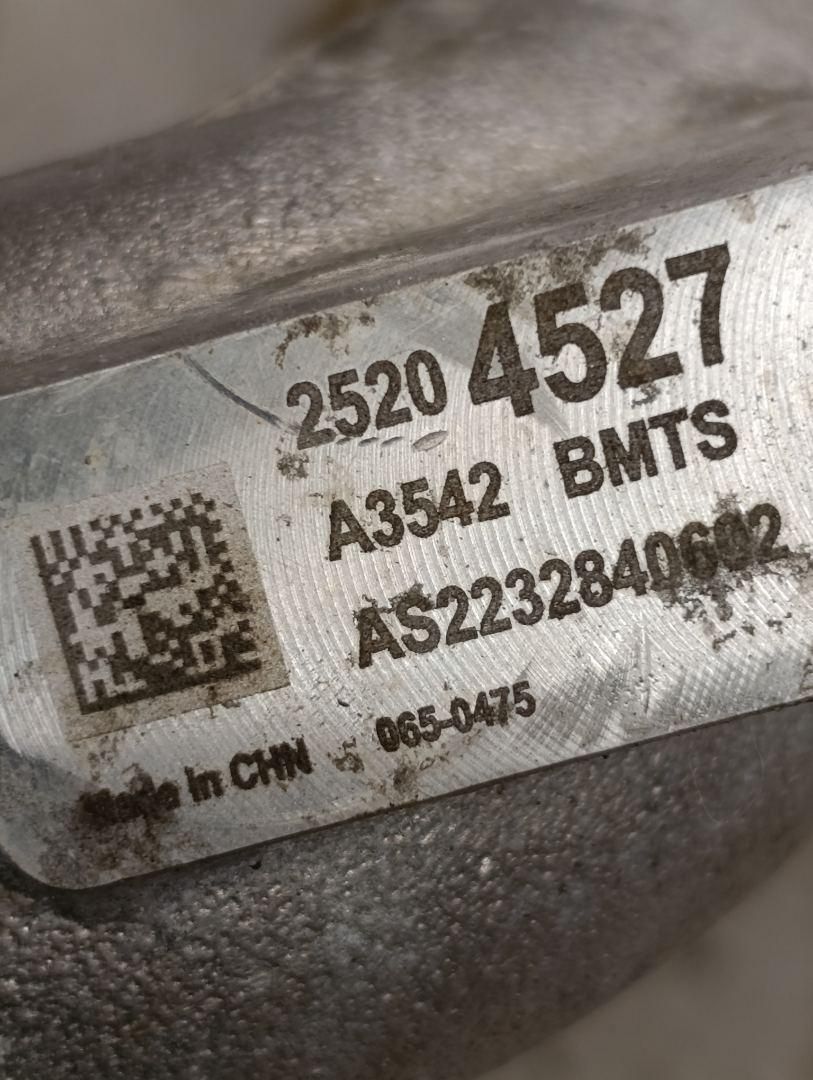 2520 4527
A3542 BMTS
AS2232840602
065-0475
Made in CHN